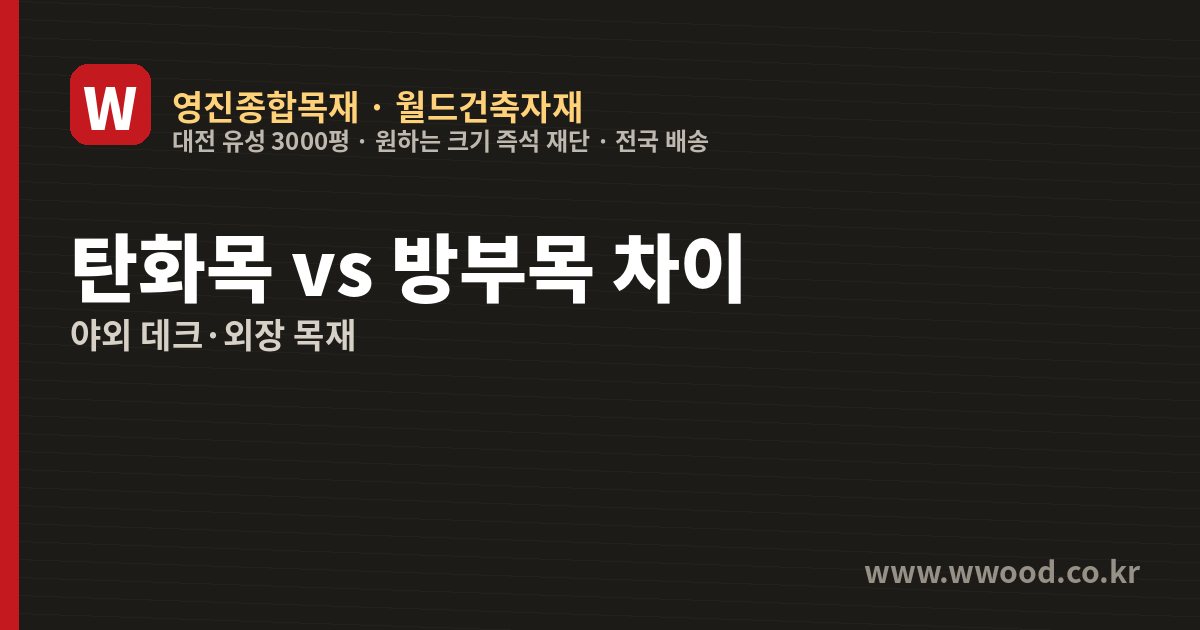 W
영진종합목재 · 월드건축자재
대전 유성 3000평 · 원하는 크기 즉석 재단 · 전국 배송
탄화목 vs 방부목 차이
야외 데크·외장 목재
www.wwood.co.kr